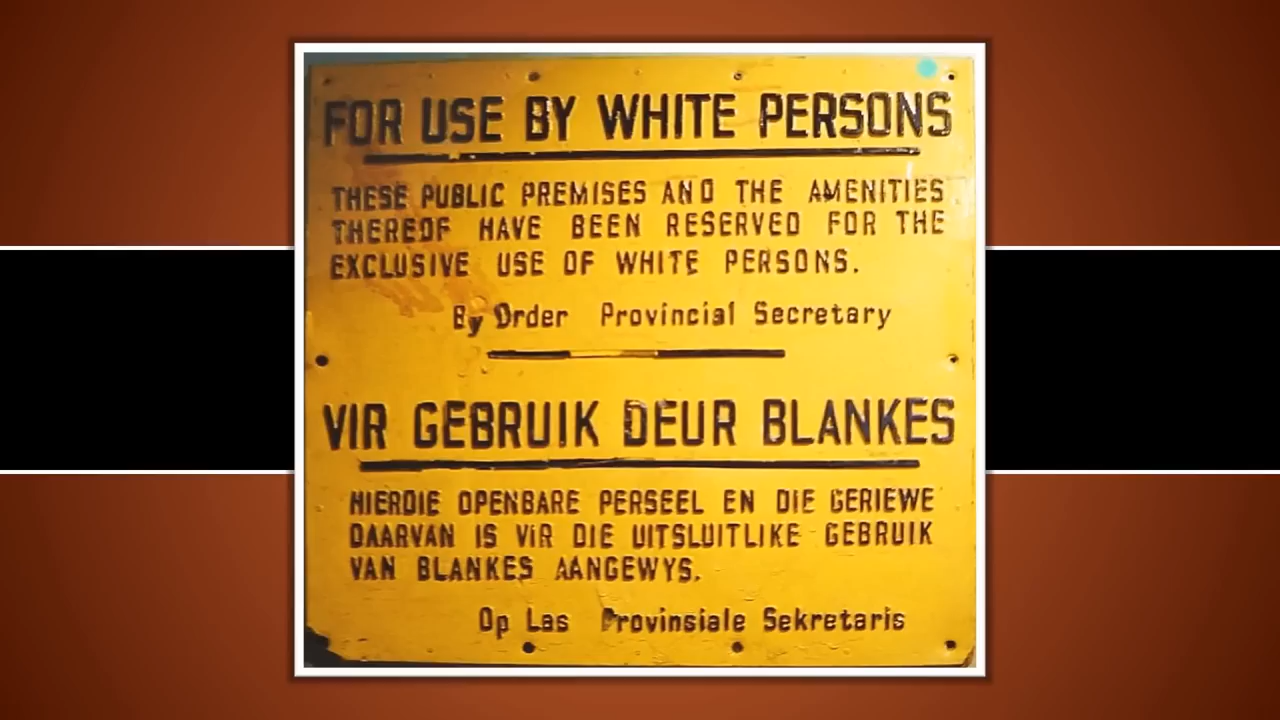 FOR USE BY WHITE PERSONS
THESE PUBLIC PREMISES AND THE AMENITIES
THEREOF HAVE BEEN RESERVED FOR THE
EXCLUSIVE USE OF WHITE PERSONS.
By Order Provincial Secretary
VIR GEBRUIK DEUR BLANKES
HIERDIE OPENBARE PERSEEL EN DIE GERIEWE
DAARVAN IS VIR DIE UITSLUITLIKE GEBRUIK
VAN BLANKES AANGEWYS.
Op Las Provinsiale Sekretaris